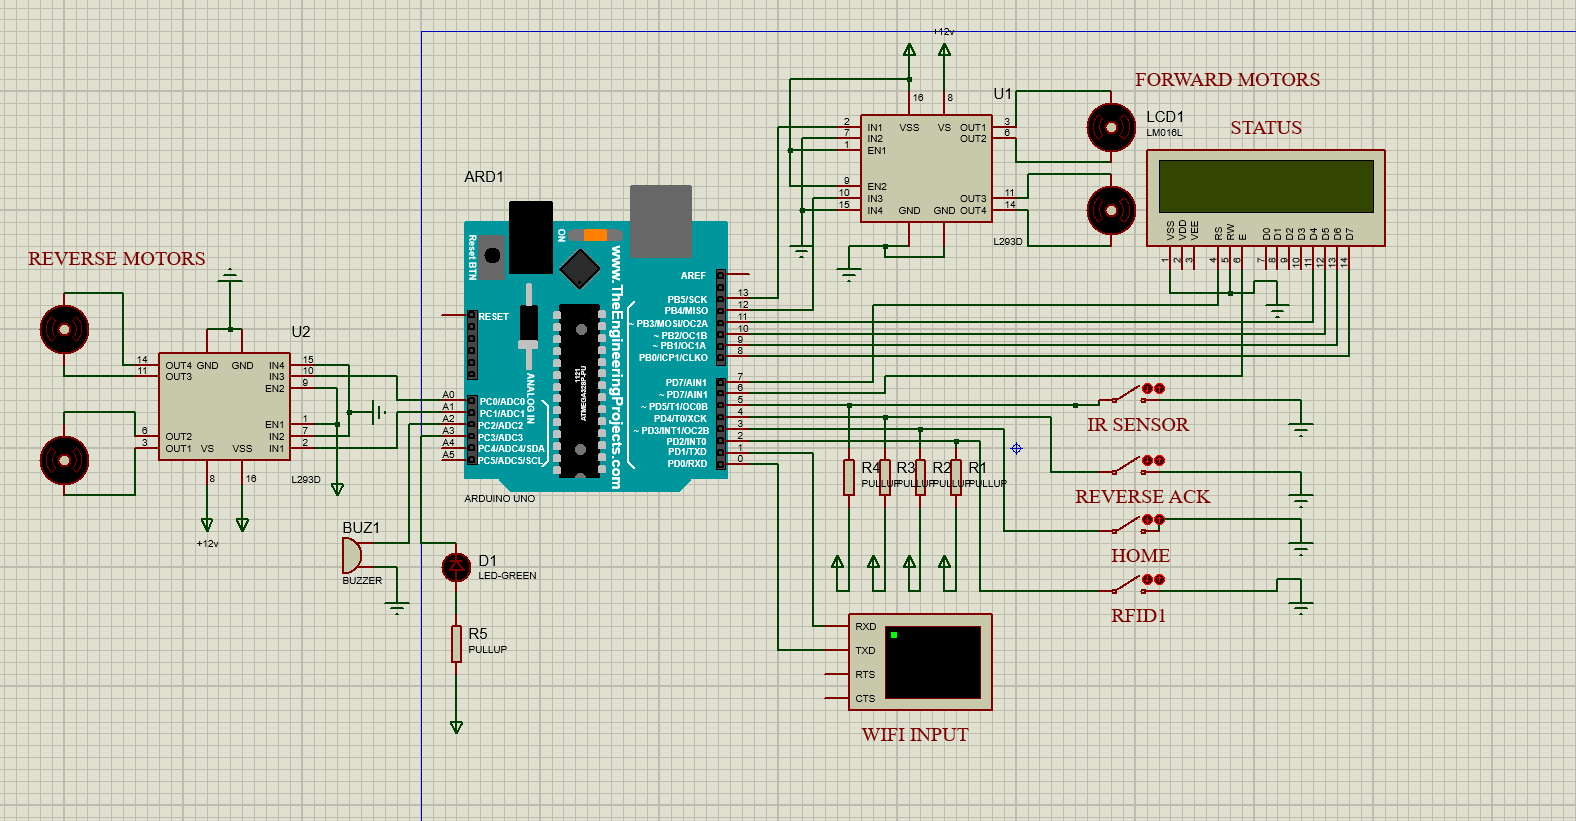 +12v
FORWARD MOTORS
U1
16 8
VSS VS
2 IN1 OUT1 3
7 IN2 OUT2 6
1 EN1
9 EN2
10 IN3 OUT3 11
15 IN4 OUT4 14
GND GND
L293D
LCD1
LM016L
STATUS
VSS VDD VEE RS RW E D0 D1 D2 D3 D4 D5 D6 D7
1 2 3 4 5 6 7 8 9 10 11 12 13 14
ARD1
Reset BTN
ON
www.TheEngineeringProjects.com
RESET
ANALOG IN
ATMEGA328P-PU
1121
AREF
PB5/SCK 13
PB4/MISO 12
~ PB3/MOSI/OC2A 11
~ PB2/OC1B 10
~ PB1/OC1A 9
PB0/ICP1/CLKO 8
PD7/AIN1 7
~ PD7/AIN1 6
~ PD5/T1/OC0B 5
PD4/T0/XCK 4
~ PD3/INT1/OC2B 3
PD2/INT0 2
PD1/TXD 1
PD0/RXD 0
A0 PC0/ADC0
A1 PC1/ADC1
A2 PC2/ADC2
A3 PC3/ADC3
A4 PC4/ADC4/SDA
A5 PC5/ADC5/SCL
ARDUINO UNO
REVERSE MOTORS
U2
14 OUT4 GND GND IN4 15
11 OUT3 IN3 10
EN2 9
EN1 1
6 OUT2 IN2 7
3 OUT1 VS VSS IN1 2
8 16
L293D
+12v
BUZ1
BUZZER
D1
LED-GREEN
R5
PULLUP
R4
PULLUP
R3
PULLUP
R2
PULLUP
R1
PULLUP
IR SENSOR
REVERSE ACK
HOME
RFID1
RXD
TXD
RTS
CTS
WIFI INPUT